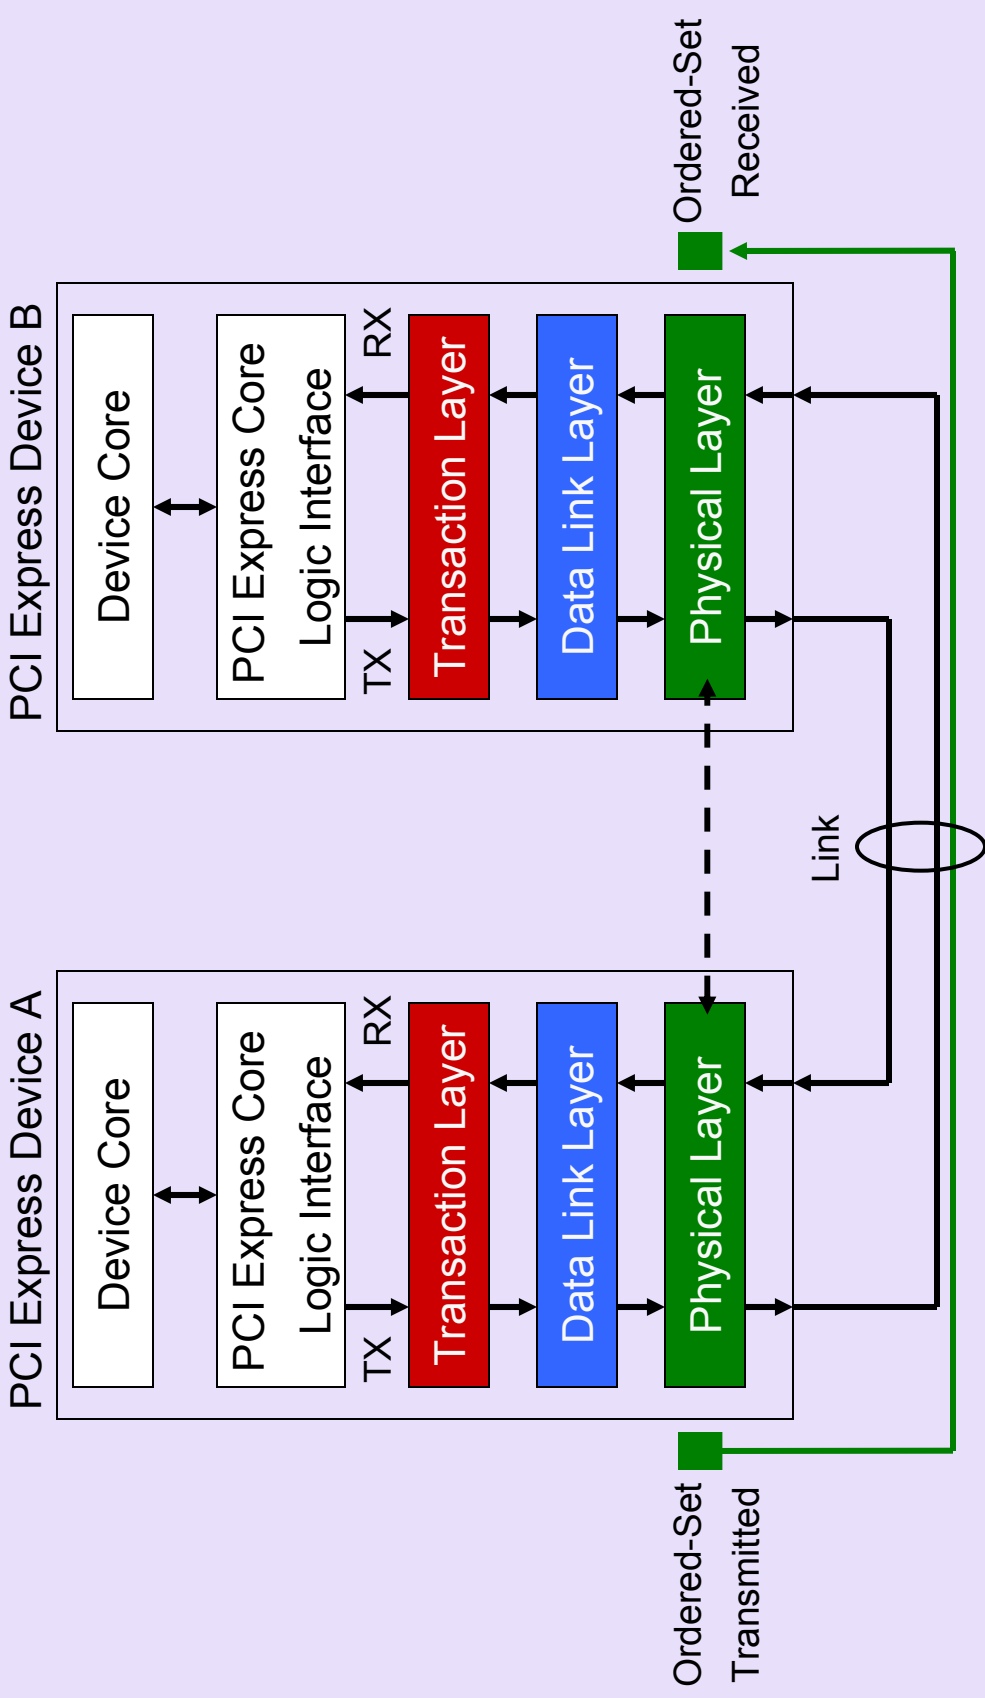 PCI Express Device A
PCI Express Device B
Device Core
Device Core
PCI Express Core
Logic Interface
PCI Express Core
Logic Interface
TX
RX
TX
RX
Transaction Layer
Transaction Layer
Data Link Layer
Data Link Layer
Ordered-Set
Transmitted
Physical Layer
Physical Layer
Ordered-Set
Received
Link